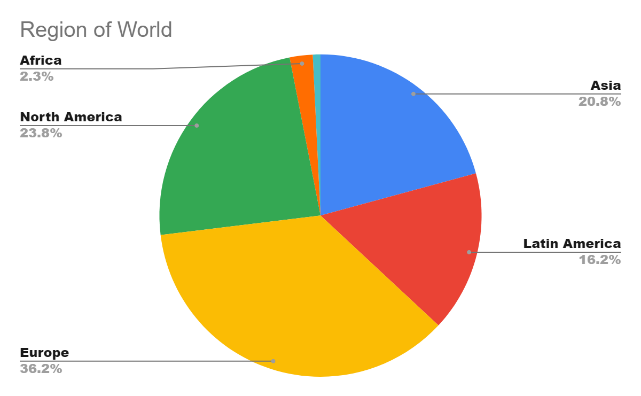 Region of World
Africa
2.3%
North America
23.8%
Asia
20.8%
Latin America
16.2%
Europe
36.2%